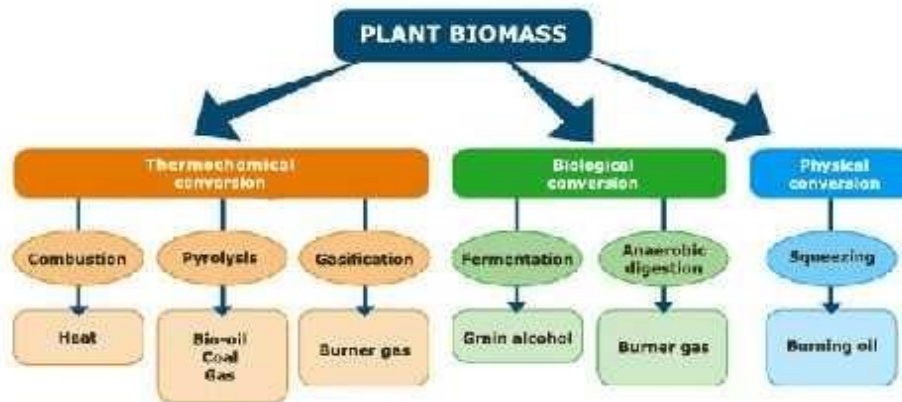 PLANT BIOMASS
Thermochemical
conversion
Biological
conversion
Physical
conversion
Combustion
Pyrolysis
Gasification
Fermentation
Anaerobic
digestion
Squeezing
Heat
Bio-oil
Coal
Gas
Burner gas
Grain alcohol
Burner gas
Burning oil